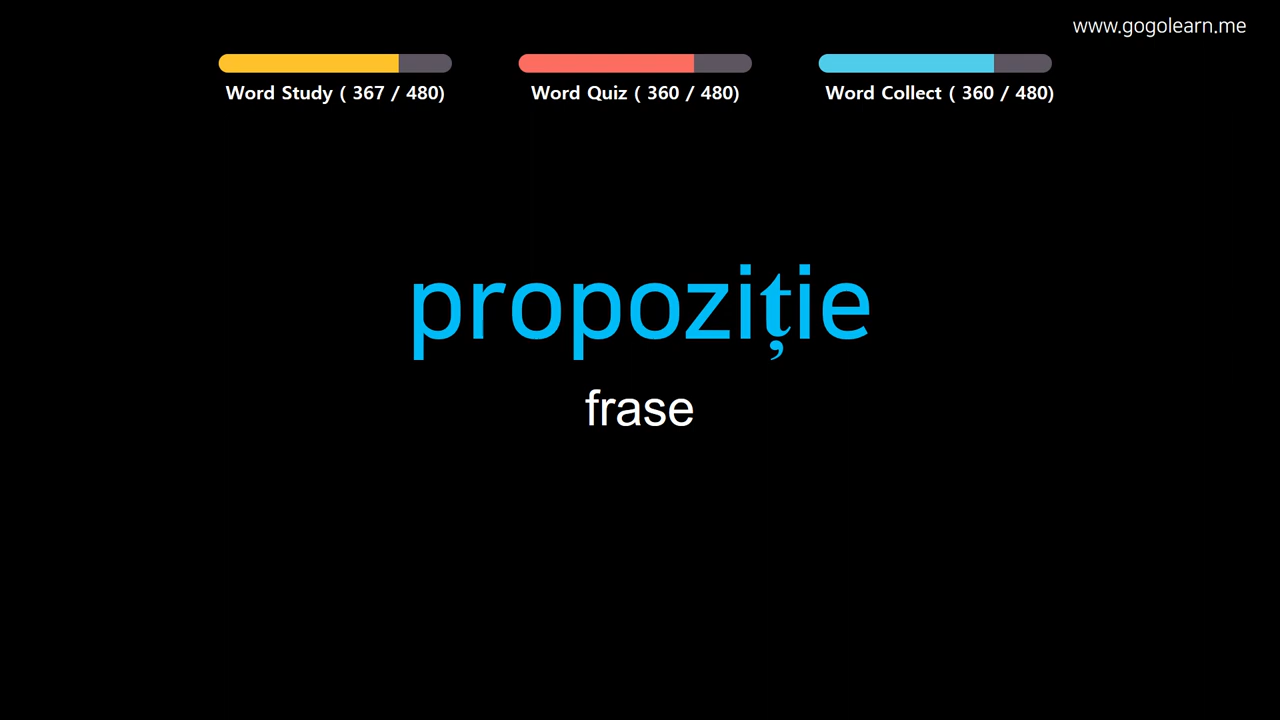 www.gogolearn.me
Word Study ( 367 / 480)
Word Quiz ( 360 / 480)
Word Collect ( 360 / 480)
propoziție
frase